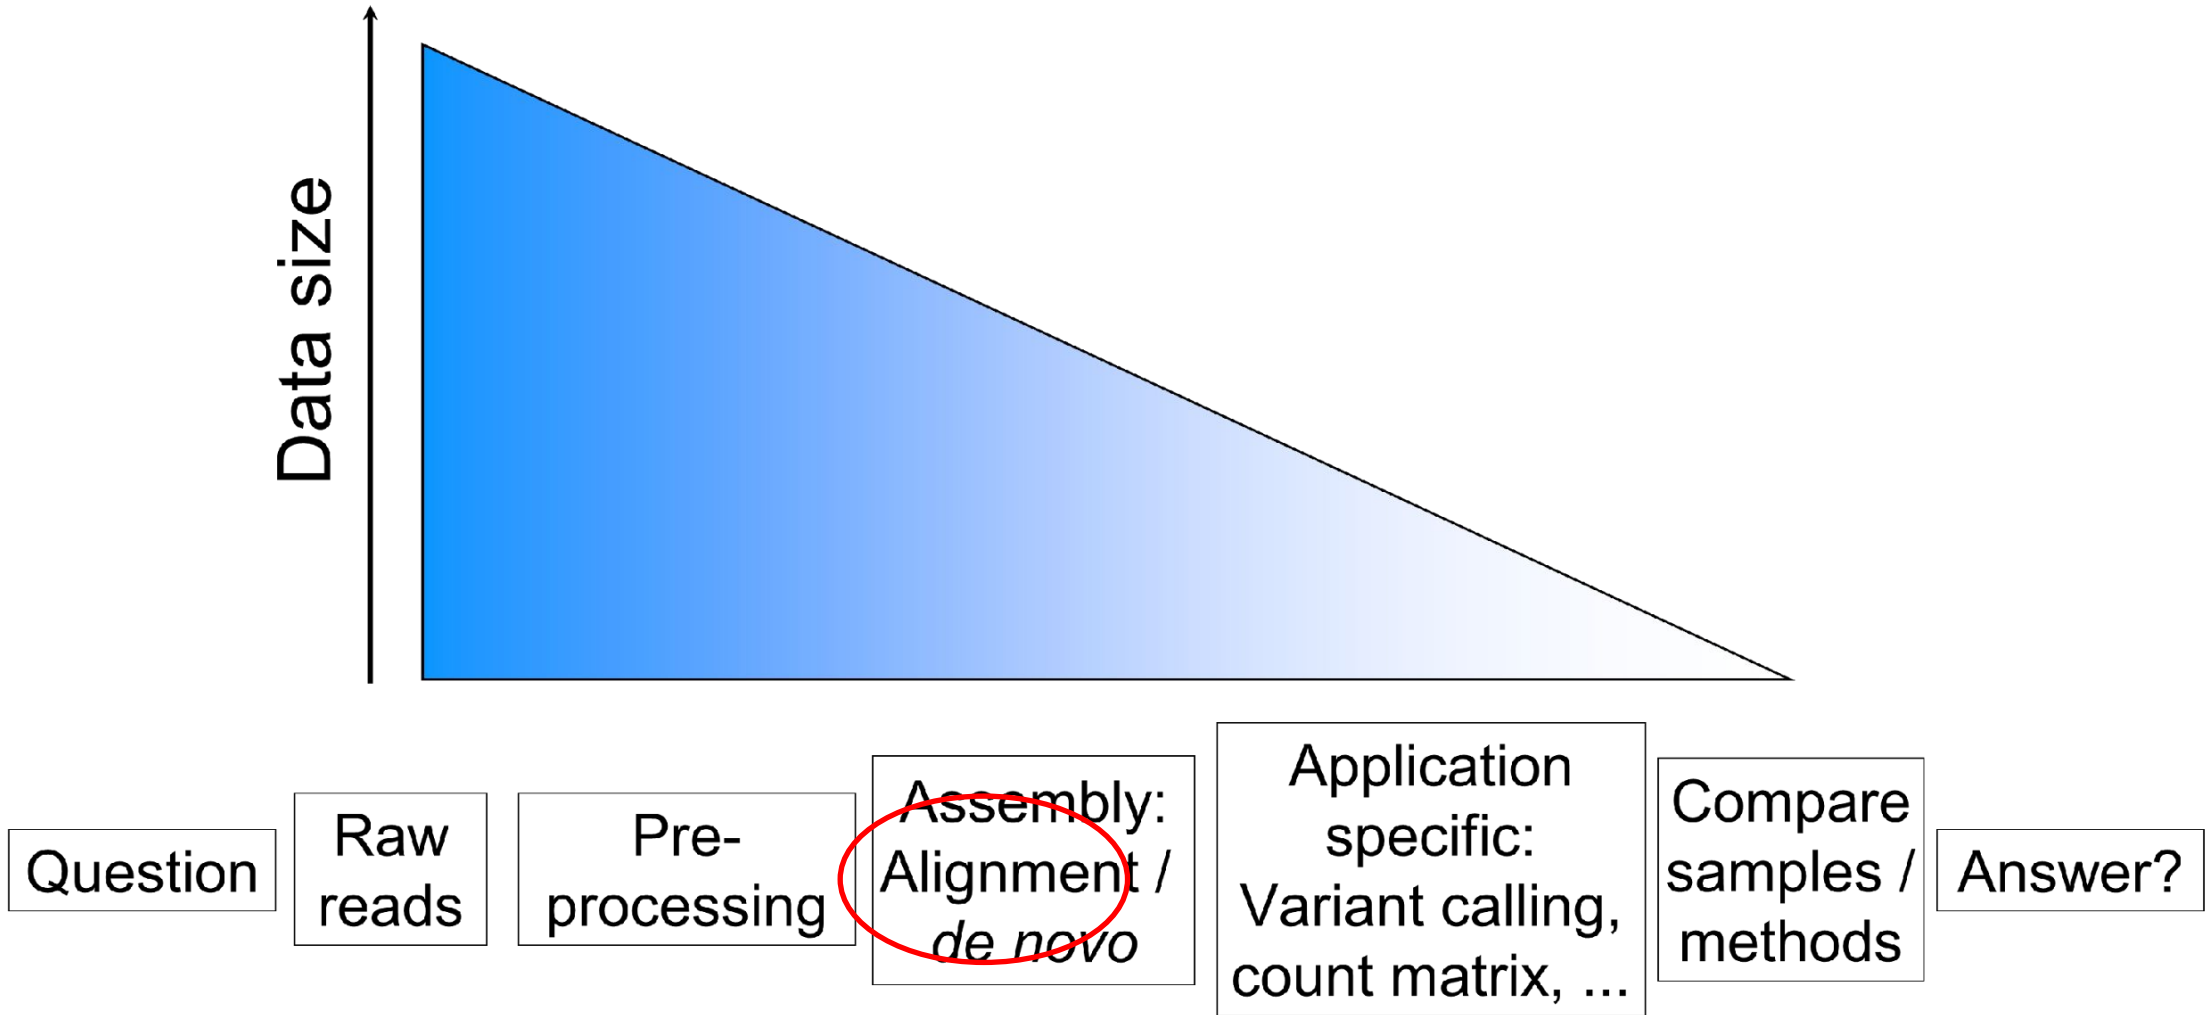 Data size
Question
Raw
reads
Pre-
processing
Assembly:
Alignment /
de novo
Application
specific:
Variant calling,
count matrix, ...
Compare
samples /
methods
Answer?